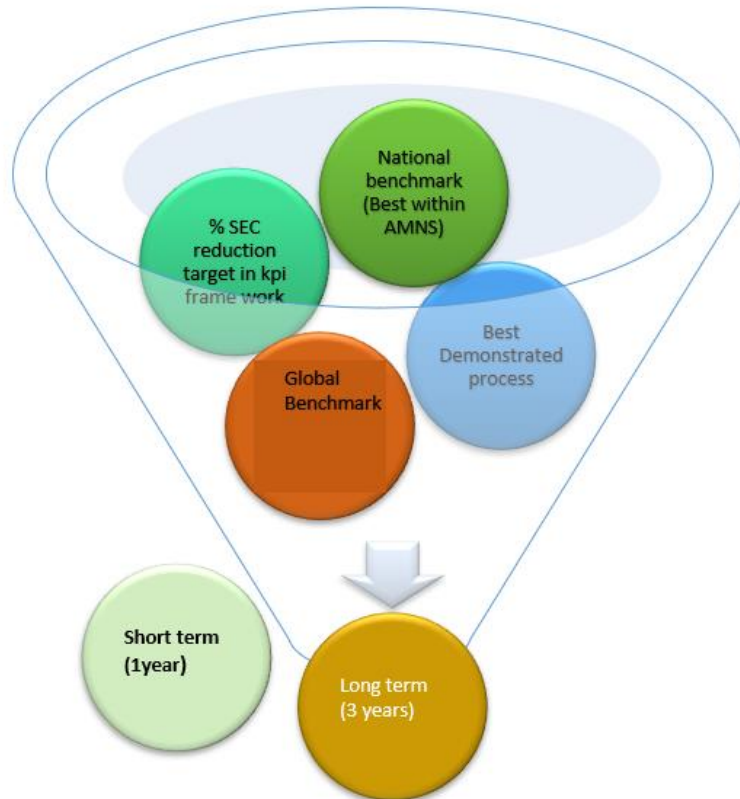 National
benchmark
(Best within
AMNS)
% SEC
reduction
target in kpi
frame work
Best
Demonstrated
process
Global
Benchmark
Short term
(1year)
Long term
(3 years)